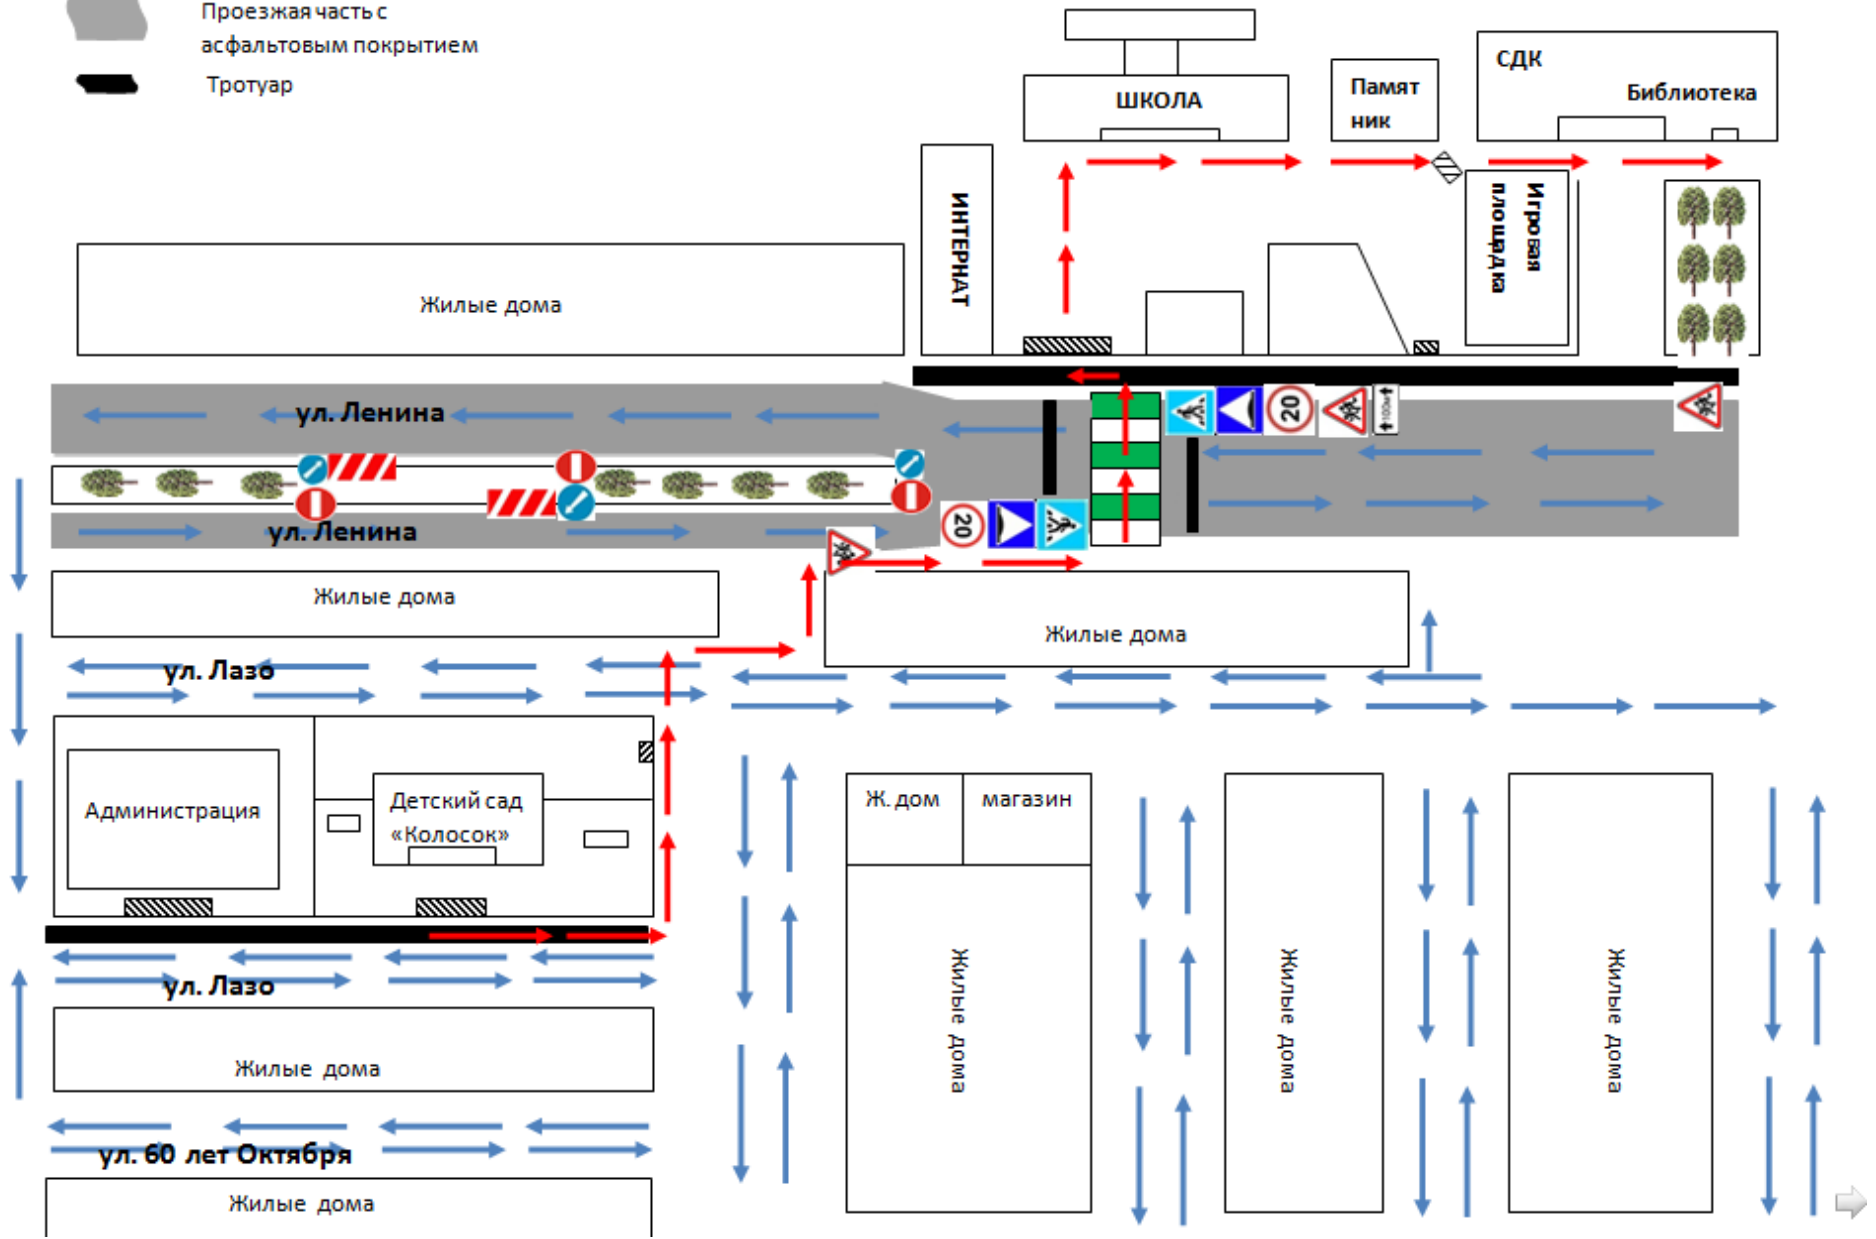 Проезжая часть с
асфальтовым покрытием
Тротуар
ШКОЛА
Памят
ник
СДК
Библиотека
ИНТЕРНАТ
Игровая
площадка
Жилые дома
ул. Ленина
20
100м
ул. Ленина
20
Жилые дома
Жилые дома
ул. Лазо
Администрация
Детский сад
«Колосок»
Ж. дом
магазин
Жилые дома
Жилые дома
Жилые дома
ул. Лазо
Жилые дома
ул. 60 лет Октября
Жилые дома